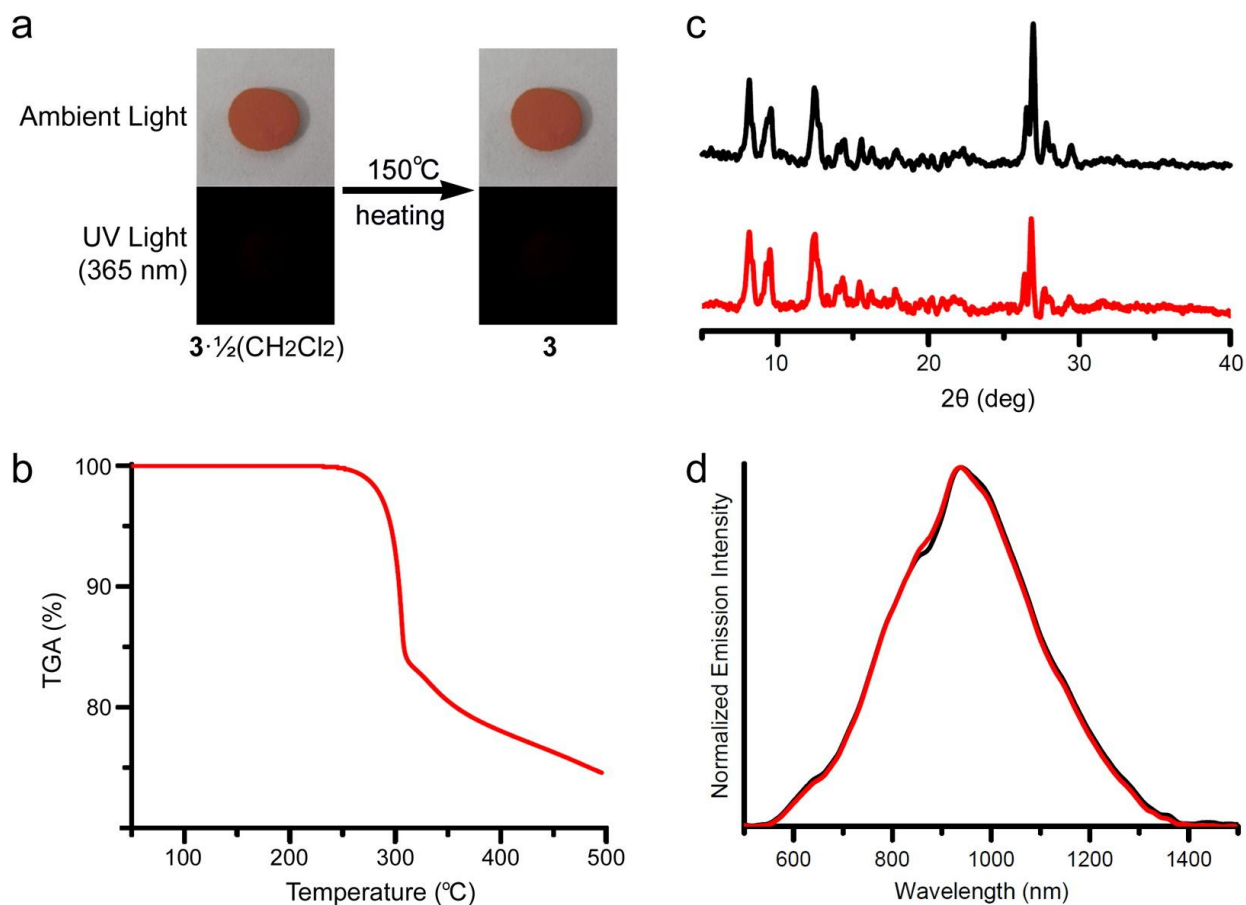 a
Ambient Light
UV Light
(365 nm)
150℃
heating
3·½(CH2Cl2)
3
c
10
20
30
40
2θ (deg)
b
TGA (%)
100
90
80
100
200
300
400
500
Temperature (℃)
d
Normalized Emission Intensity
600
800
1000
1200
1400
Wavelength (nm)